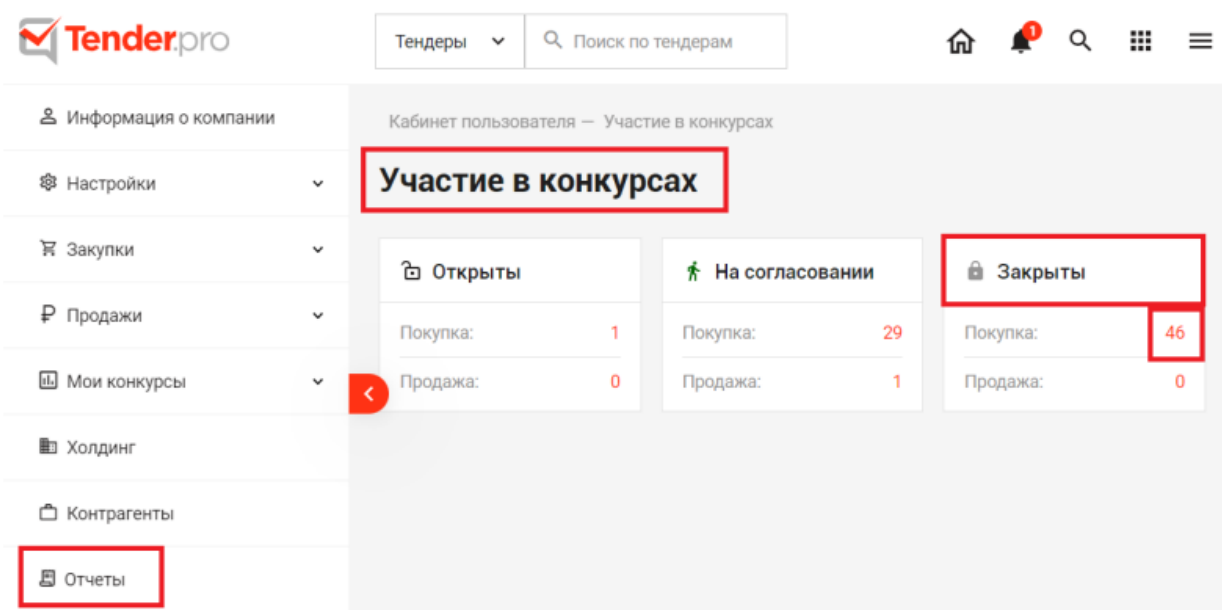 Tender.pro
Тендеры
Поиск по тендерам
1
Информация о компании
Настройки
Закупки
Продажи
Мои конкурсы
Холдинг
Контрагенты
Отчеты
Кабинет пользователя — Участие в конкурсах
Участие в конкурсах
Открыты
Покупка: 1
Продажа: 0
На согласовании
Покупка: 29
Продажа: 1
Закрыты
Покупка: 46
Продажа: 0